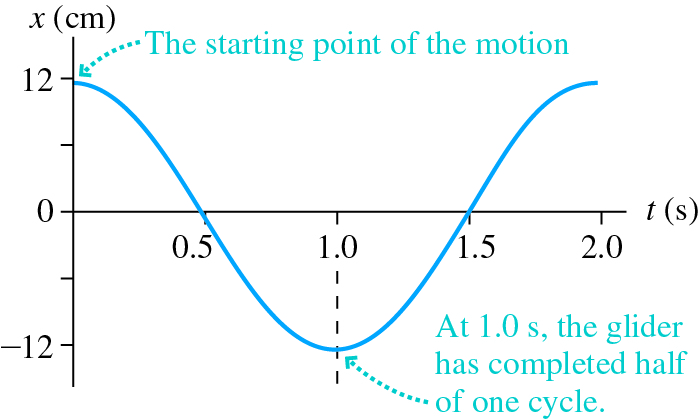 x (cm)
The starting point of the motion
12
0
t (s)
0.5
1.0
1.5
2.0
At 1.0 s, the glider
−12
has completed half
of one cycle.